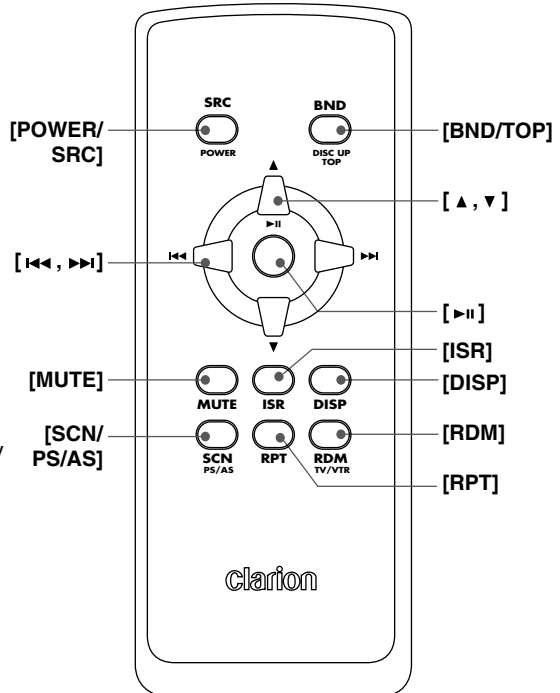 SRC
BND
[POWER/
SRC]
POWER
DISC UP
TOP
[BND/TOP]
▲
[ ▲ , ▼ ]
►II
[ I◄◄ , ►►I ]
I◄◄
►►I
[ ►II ]
▼
[ISR]
[MUTE]
[DISP]
MUTE ISR DISP
[SCN/
PS/AS]
[RDM]
/
SCN RPT RDM
PS/AS TV/VTR
[RPT]
clarion